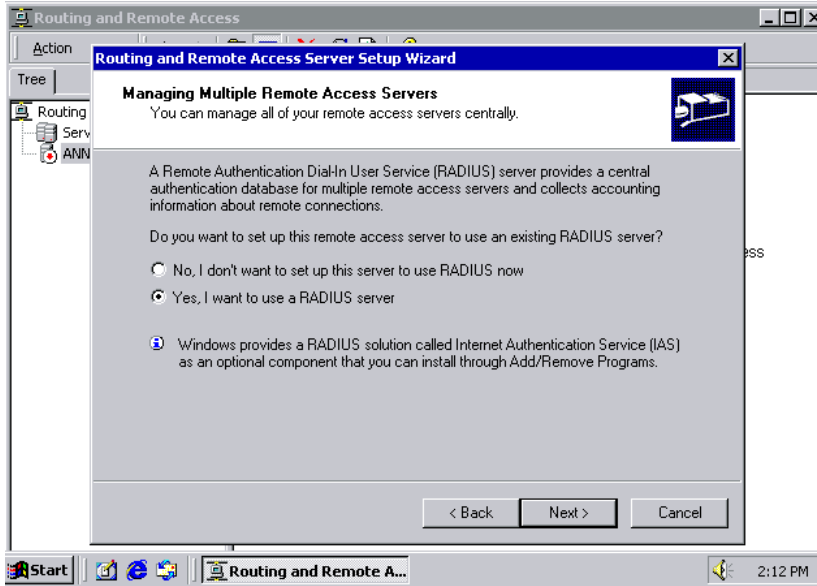 Routing and Remote Access
Action
Tree
Routing
Serv
ANN
ess
Routing and Remote Access Server Setup Wizard
Managing Multiple Remote Access Servers
You can manage all of your remote access servers centrally.
A Remote Authentication Dial-In User Service (RADIUS) server provides a central
authentication database for multiple remote access servers and collects accounting
information about remote connections.
Do you want to set up this remote access server to use an existing RADIUS server?
No, I don't want to set up this server to use RADIUS now
Yes, I want to use a RADIUS server
Windows provides a RADIUS solution called Internet Authentication Service (IAS)
as an optional component that you can install through Add/Remove Programs.
< Back
Next >
Cancel
Start
Routing and Remote A...
2:12 PM